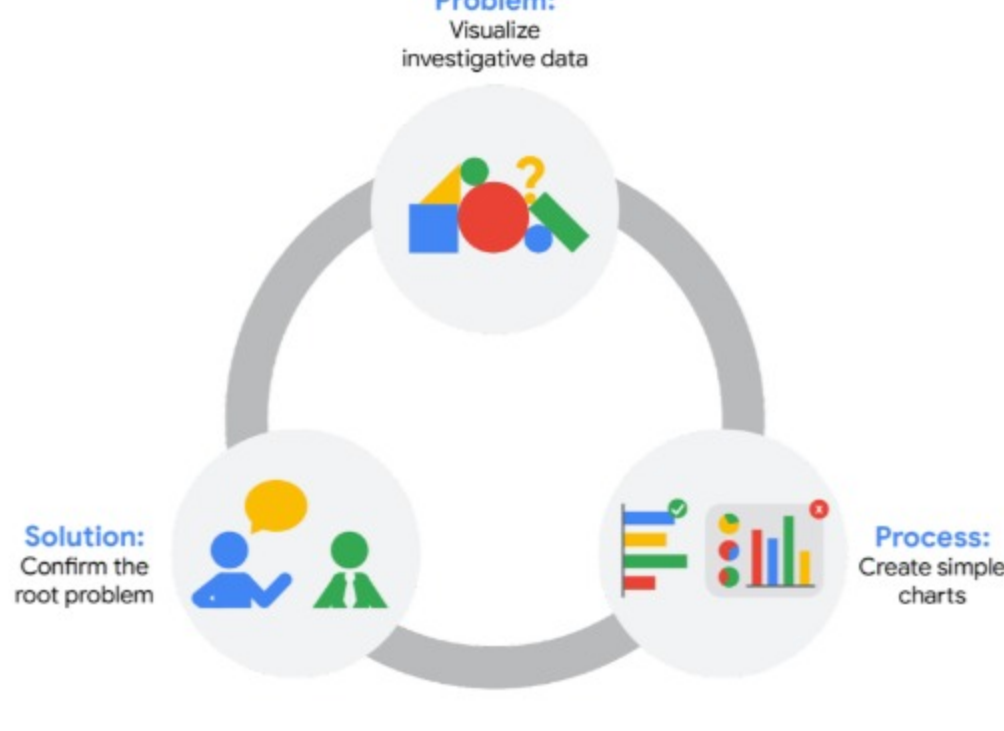 Problem:
Visualize
investigative data
?
Solution:
Confirm the
root problem
x
Process:
Create simple
charts